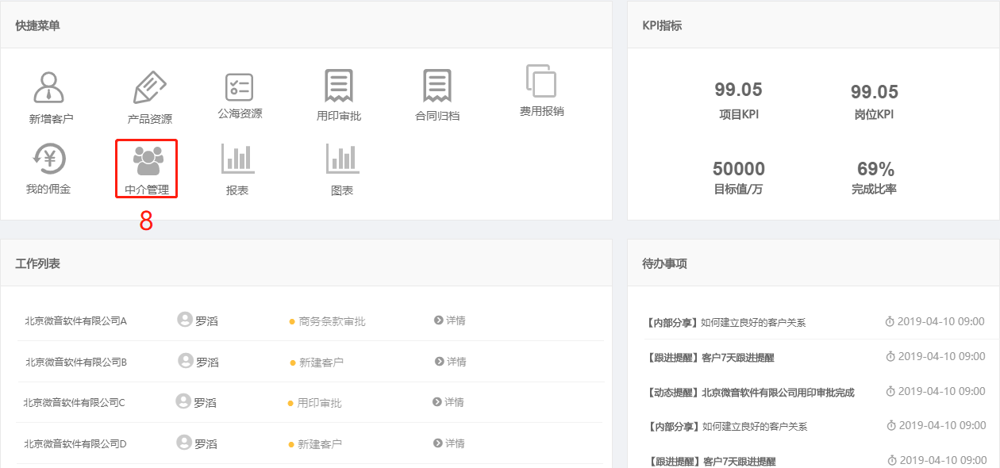 快捷菜单
新增客户 产品资源 公海资源 用印审批 合同归档 费用报销
我的佣金 中介管理 报表 图表
8
KPI指标
99.05 99.05
项目KPI 岗位KPI
50000 69%
目标值/万 完成比率
工作列表
北京微音软件有限公司A 罗滔 商务条款审批 详情
北京微音软件有限公司B 罗滔 新建客户 详情
北京微音软件有限公司C 罗滔 用印审批 详情
北京微音软件有限公司D 罗滔 新建客户 详情
待办事项
【内部分享】如何建立良好的客户关系 2019-04-10 09:00
【跟进提醒】客户7天跟进提醒 2019-04-10 09:00
【动态提醒】北京微音软件有限公司用印审批完成 2019-04-10 09:00
【内部分享】如何建立良好的客户关系 2019-04-10 09:00
【跟进提醒】客户7天跟进提醒 2019-04-10 09:00